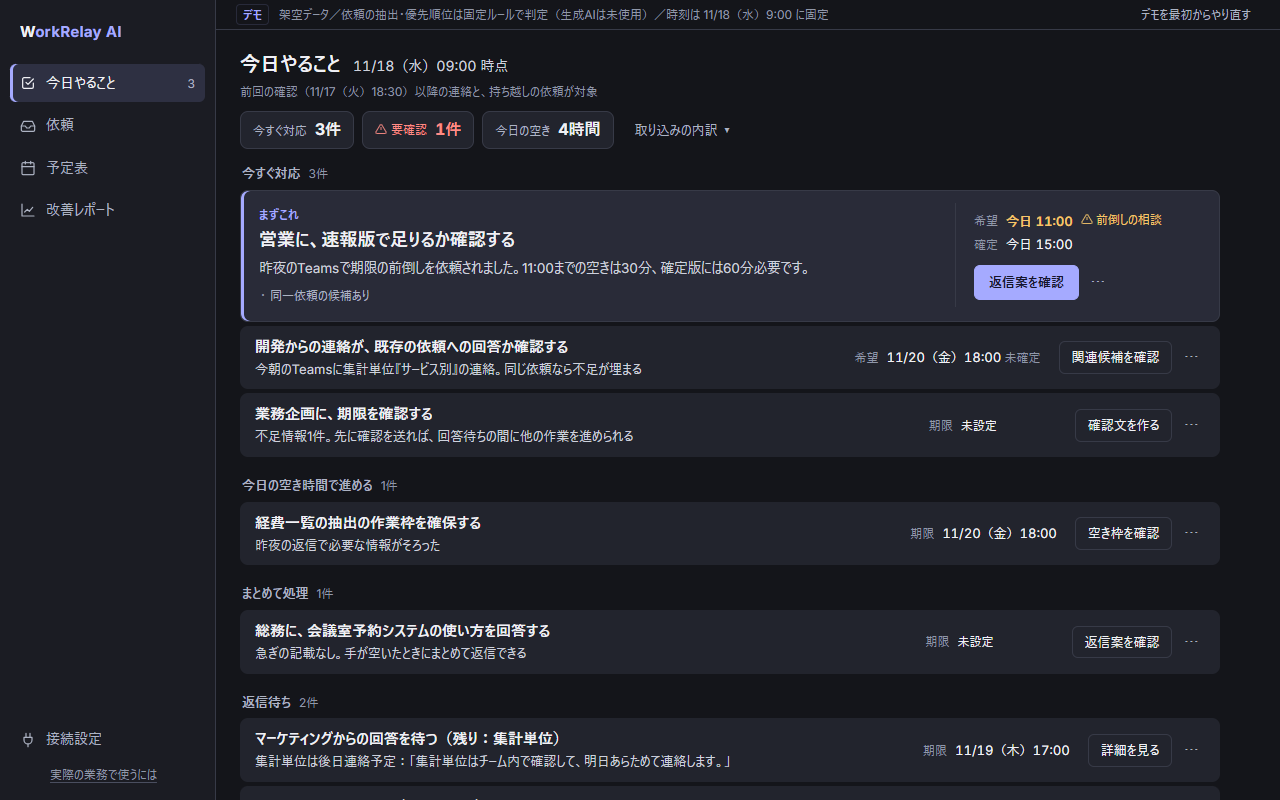 WorkRelay AI
今日やること 3
依頼
予定表
改善レポート
接続設定
実際の業務で使うには
デモ 架空データ／依頼の抽出・優先順位は固定ルールで判定（生成AIは未使用）／時刻は 11/18（水）9:00 に固定
デモを最初からやり直す
今日やること 11/18（水）09:00 時点
前回の確認（11/17（火）18:30）以降の連絡と、持ち越しの依頼が対象
今すぐ対応 3件
要確認 1件
今日の空き 4時間
取り込みの内訳 ▾
今すぐ対応 3件
まずこれ
営業に、速報版で足りるか確認する
昨夜のTeamsで期限の前倒しを依頼されました。11:00までの空きは30分、確定版には60分必要です。
· 同一依頼の候補あり
希望 今日 11:00 前倒しの相談
確定 今日 15:00
返信案を確認 ···
開発からの連絡が、既存の依頼への回答か確認する
今朝のTeamsに集計単位『サービス別』の連絡。同じ依頼なら不足が埋まる
希望 11/20（金）18:00 未確定
関連候補を確認 ···
業務企画に、期限を確認する
不足情報1件。先に確認を送れば、回答待ちの間に他の作業を進められる
期限 未設定
確認文を作る ···
今日の空き時間で進める 1件
経費一覧の抽出の作業枠を確保する
昨夜の返信で必要な情報がそろった
期限 11/20（金）18:00
空き枠を確認 ···
まとめて処理 1件
総務に、会議室予約システムの使い方を回答する
急ぎの記載なし。手が空いたときにまとめて返信できる
期限 未設定
返信案を確認 ···
返信待ち 2件
マーケティングからの回答を待つ（残り：集計単位）
集計単位は後日連絡予定：「集計単位はチーム内で確認して、明日あらためて連絡します。」
期限 11/19（木）17:00
詳細を見る ···